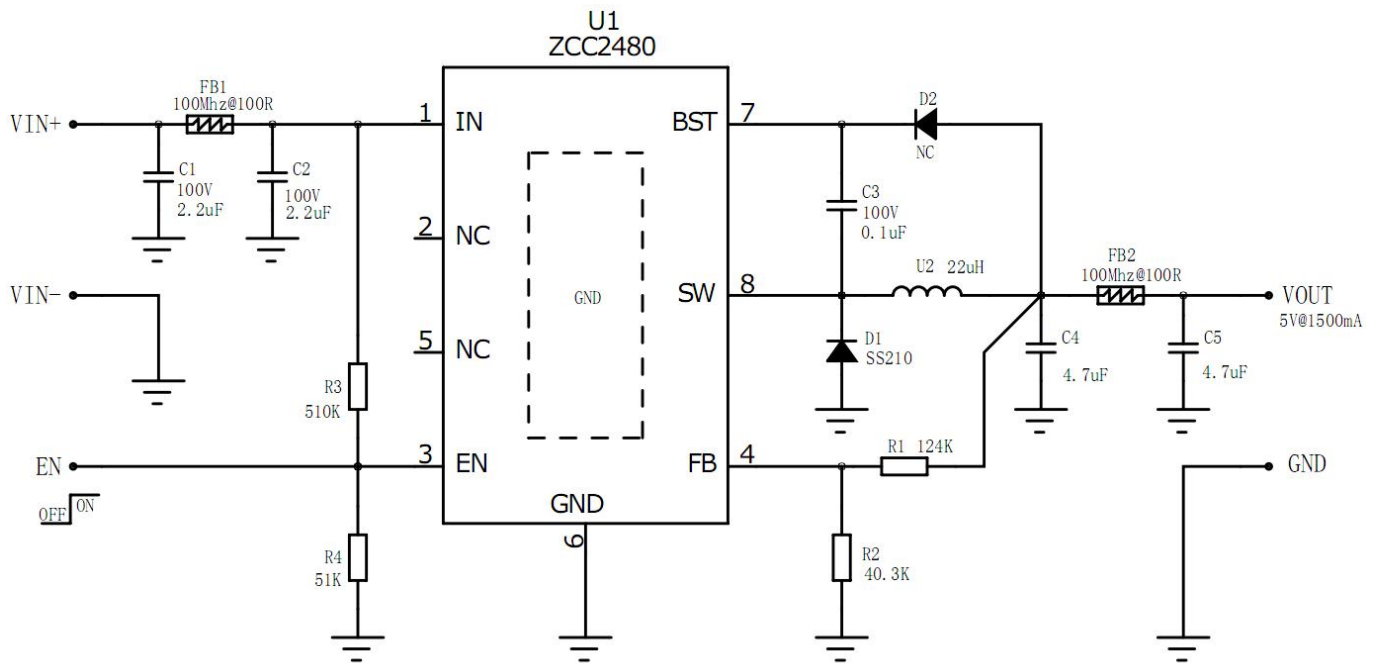 U1
ZCC2480
FB1
100Mhz@100R
VIN+
C1
100V
2.2uF
C2
100V
2.2uF
VIN-
R3
510K
EN
OFF
ON
R4
51K
1
IN
2
NC
5
NC
3
EN
GND
GND
6
BST
7
SW
8
FB
4
D2
NC
C3
100V
0.1uF
U2 22uH
D1
SS210
FB2
100Mhz@100R
VOUT
5V@1500mA
C4
4.7uF
C5
4.7uF
R1 124K
R2
40.3K
GND